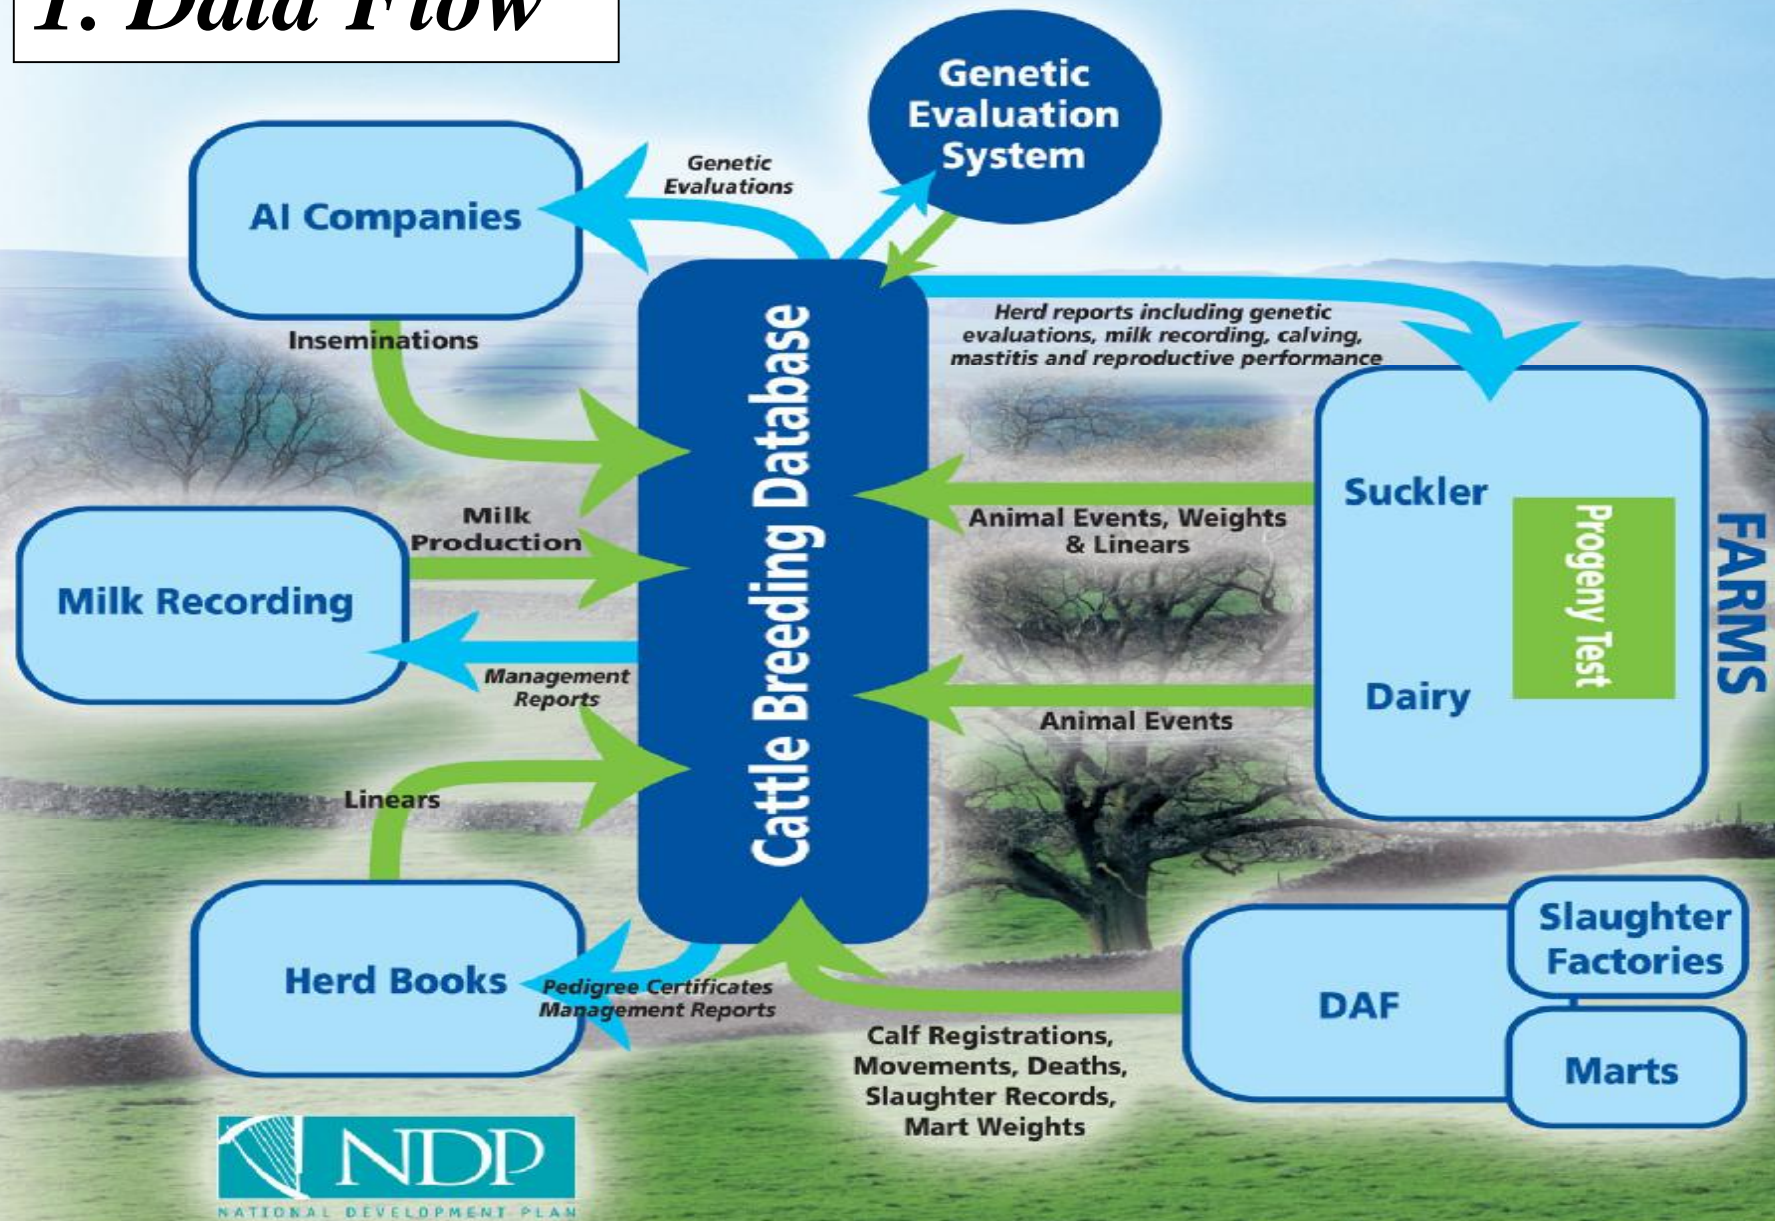 1. Data Flow
Genetic
Evaluation
System
AI Companies
Genetic
Evaluations
Inseminations
Herd reports including genetic
evaluations, milk recording, calving,
mastitis and reproductive performance
Cattle Breeding Database
Milk Recording
Milk
Production
Management
Reports
Animal Events, Weights
& Linears
Suckler
Progeny Test
FARMS
Dairy
Animal Events
Linears
Herd Books
Pedigree Certificates
Management Reports
Calf Registrations,
Movements, Deaths,
Slaughter Records,
Mart Weights
DAF
Slaughter
Factories
Marts
NDP
NATIONAL DEVELOPMENT PLAN